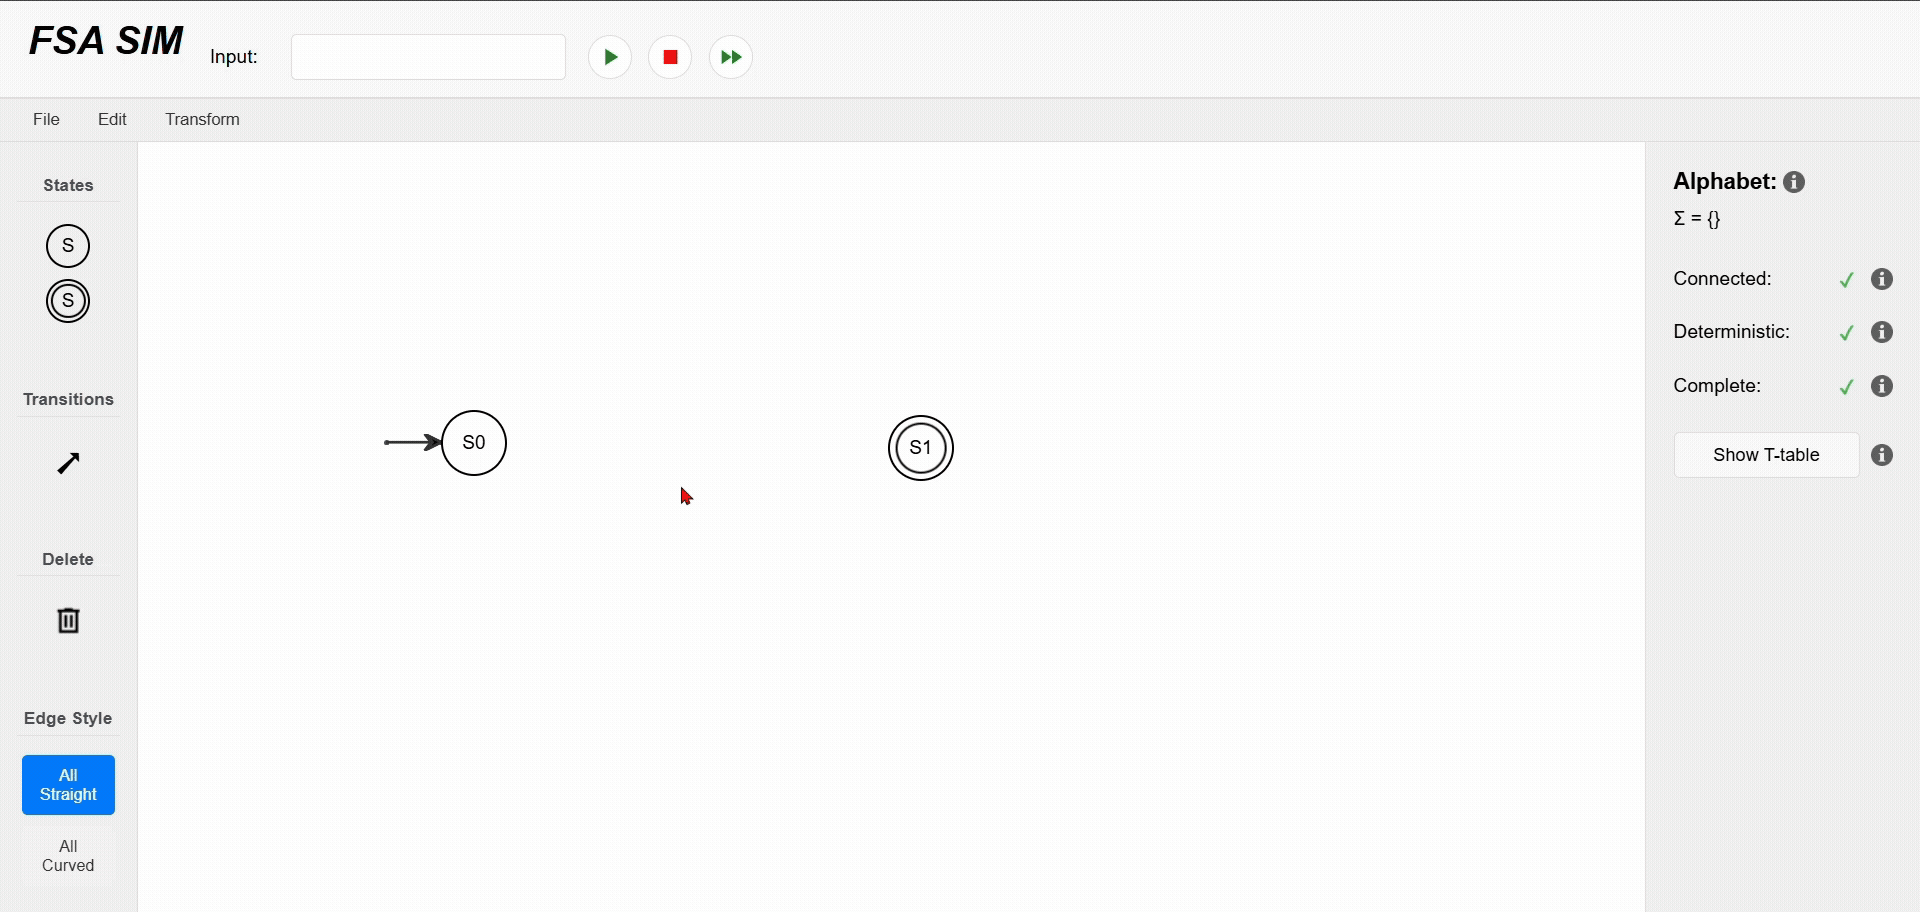 FSA SIM
Input:
File Edit Transform
States
S
S
Transitions
Delete
Edge Style
All
Straight
All
Curved
S0
S1
Alphabet:
Σ = {}
Connected: ✓
Deterministic: ✓
Complete: ✓
Show T-table